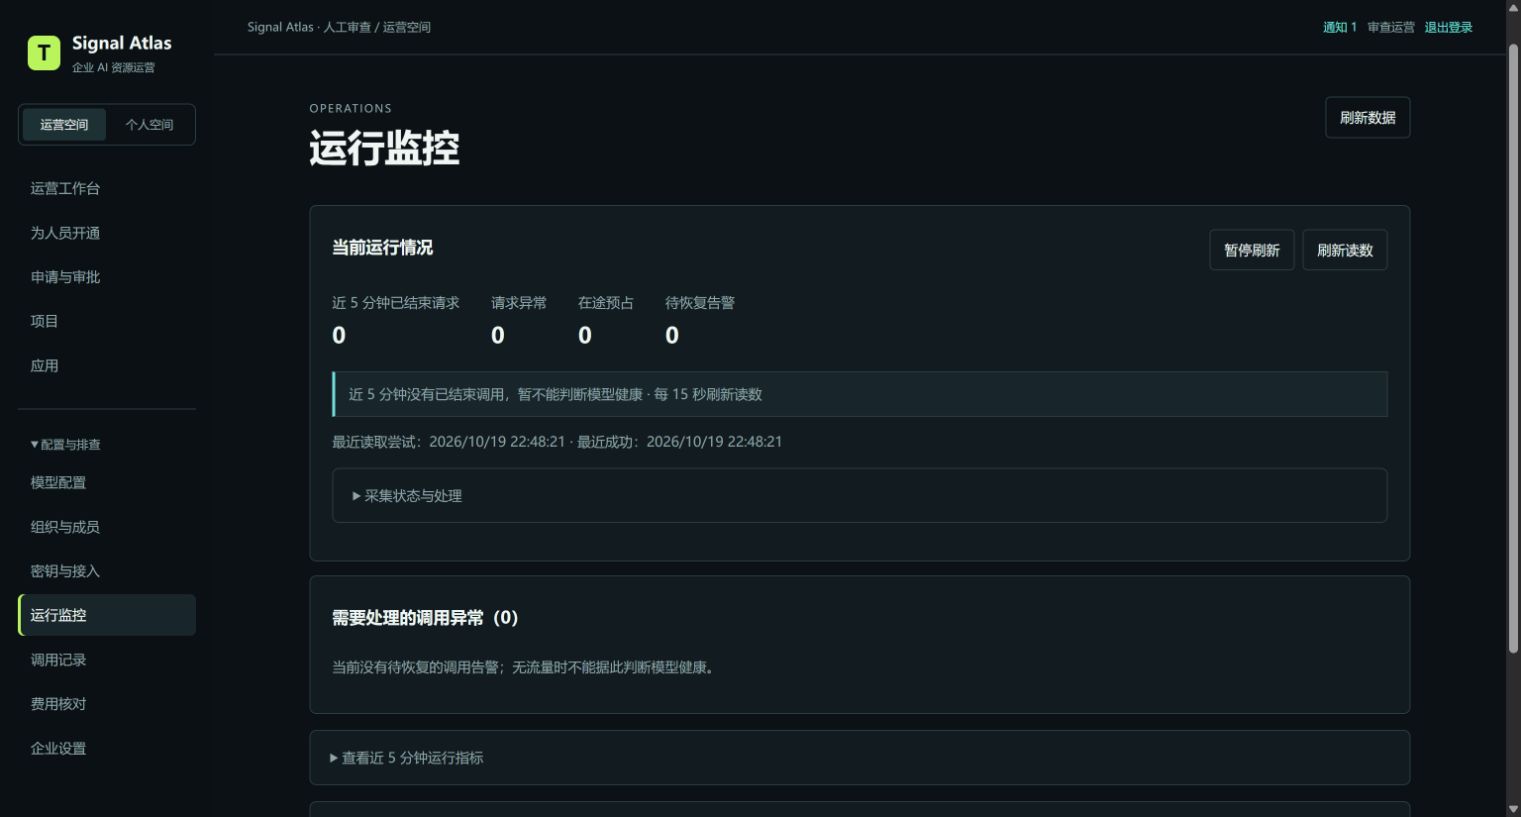 T
Signal Atlas
企业 AI 资源运营
运营空间
个人空间
运营工作台
为人员开通
申请与审批
项目
应用
▼配置与排查
模型配置
组织与成员
密钥与接入
运行监控
调用记录
费用核对
企业设置
Signal Atlas · 人工审查 / 运营空间
通知 1 审查运营 退出登录
OPERATIONS
运行监控
刷新数据
当前运行情况
暂停刷新
刷新读数
近 5 分钟已结束请求
0
请求异常
0
在途预占
0
待恢复告警
0
近 5 分钟没有已结束调用，暂不能判断模型健康 · 每 15 秒刷新读数
最近读取尝试：2026/10/19 22:48:21 · 最近成功：2026/10/19 22:48:21
▶采集状态与处理
需要处理的调用异常（0）
当前没有待恢复的调用告警；无流量时不能据此判断模型健康。
▶查看近 5 分钟运行指标